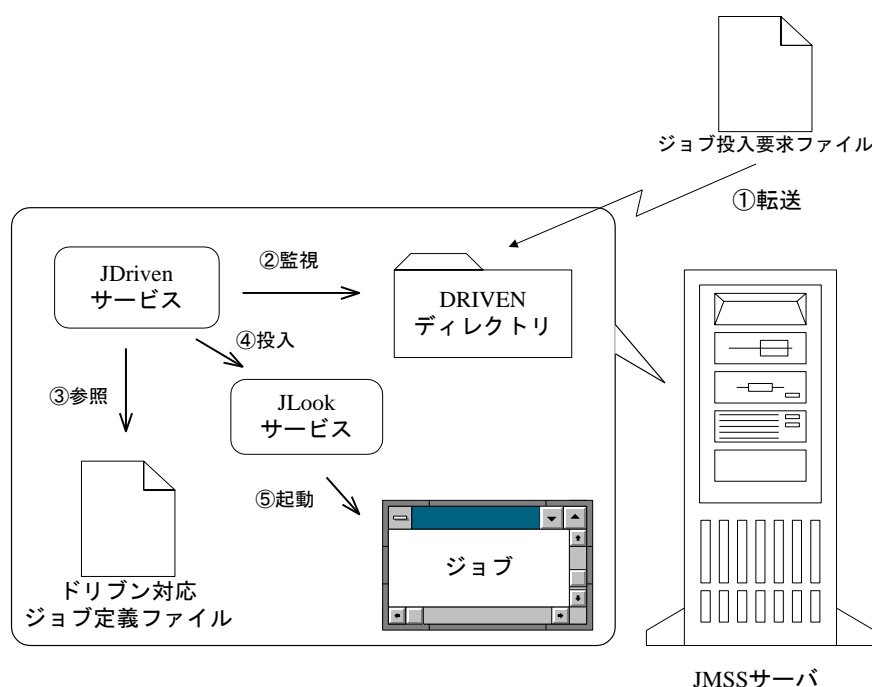 ジョブ投入要求ファイル
①転送
JDriven
サービス
②監視
DRIVEN
ディレクトリ
④投入
③参照
JLook
サービス
⑤起動
ジョブ
ドリブン対応
ジョブ定義ファイル
JMSSサーバ